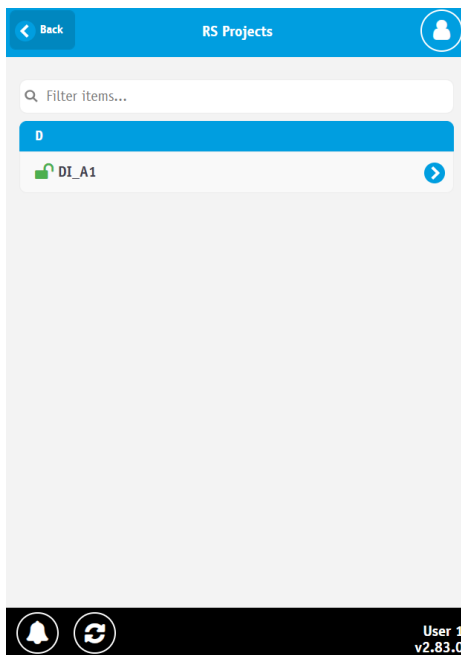 Back
RS Projects
Filter items...
D
DI_A1
User 1
v2.83.0